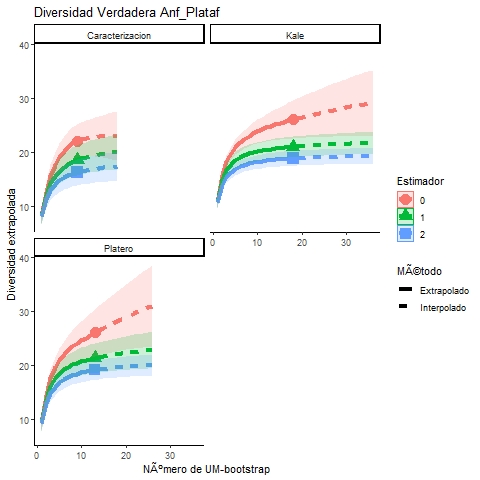 Diversidad Verdadera Anf_Plataf
Caracterizacion
Kale
40
30
20
10
0
10
20
30
Platero
40
30
20
10
0
10
20
30
Diversidad extrapolada
NÃºmero de UM-bootstrap
Estimador
0
1
2
MÃ©todo
Extrapolado
Interpolado